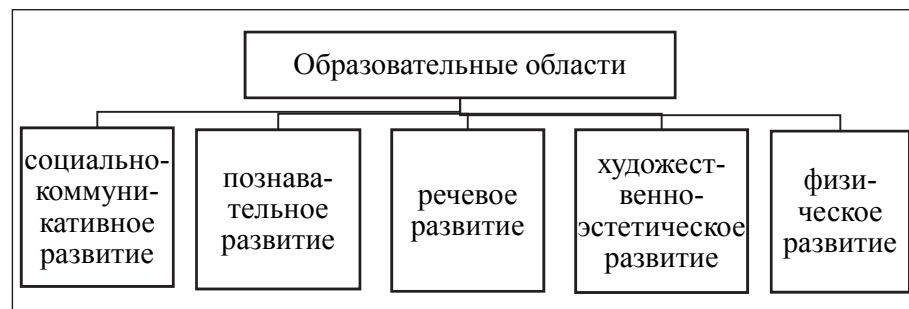 Образовательные области
социально-
коммуни-
кативное
развитие
познава-
тельное
развитие
речевое
развитие
художест-
венно-
эстетическое
развитие
физи-
ческое
развитие